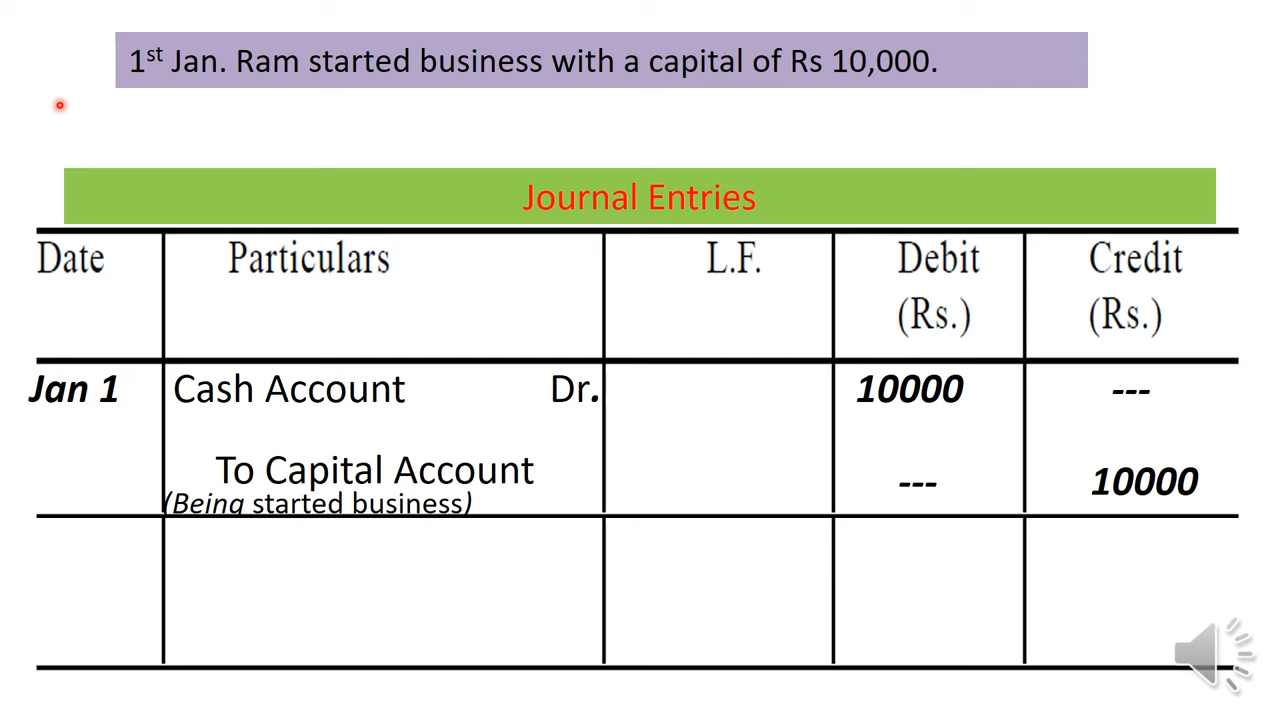 1st Jan. Ram started business with a capital of Rs 10,000.
Journal Entries
Date Particulars L.F. Debit (Rs.) Credit (Rs.)
Jan 1 Cash Account Dr. 10000 ---
To Capital Account --- 10000
(Being started business)